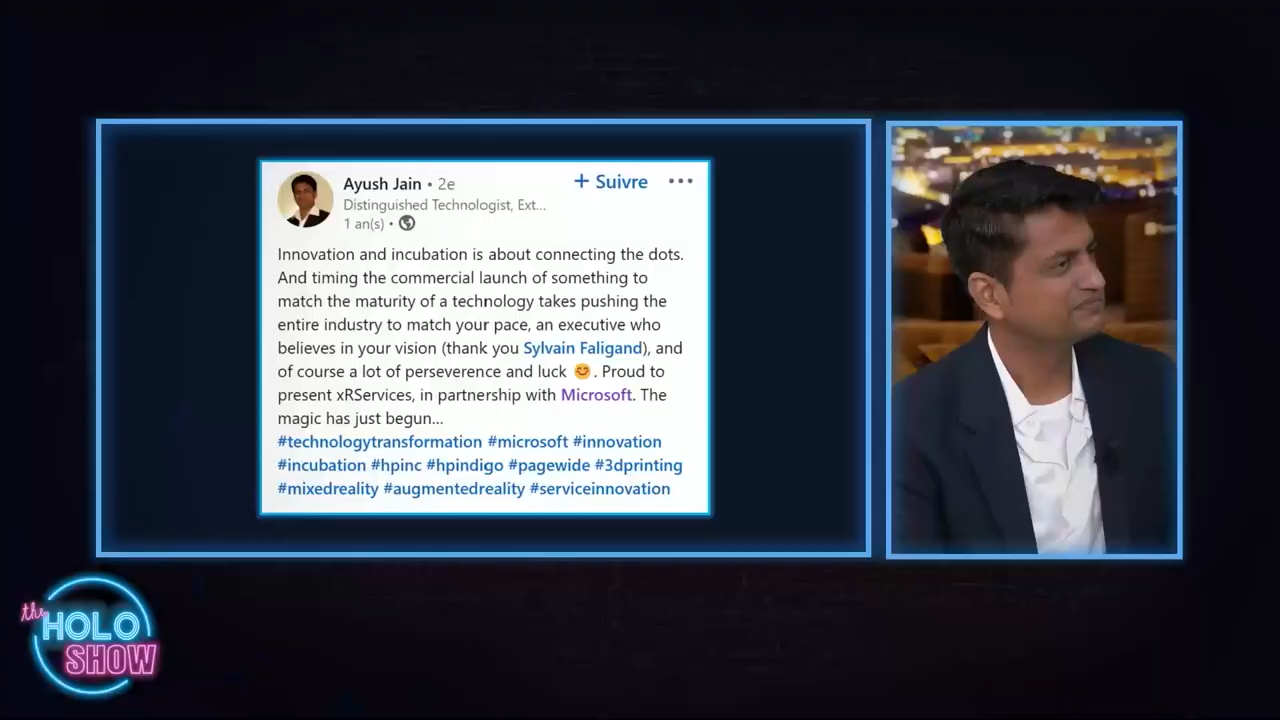 Ayush Jain • 2e
+ Suivre
Distinguished Technologist, Ext...
1 an(s) •
Innovation and incubation is about connecting the dots.
And timing the commercial launch of something to
match the maturity of a technology takes pushing the
entire industry to match your pace, an executive who
believes in your vision (thank you Sylvain Faligand), and
of course a lot of perseverence and luck 😊. Proud to
present xRServices, in partnership with Microsoft. The
magic has just begun...
#technologytransformation #microsoft #innovation
#incubation #hpinc #hpindigo #pagewide #3dprinting
#mixedreality #augmentedreality #serviceinnovation
the
HOLO
SHOW